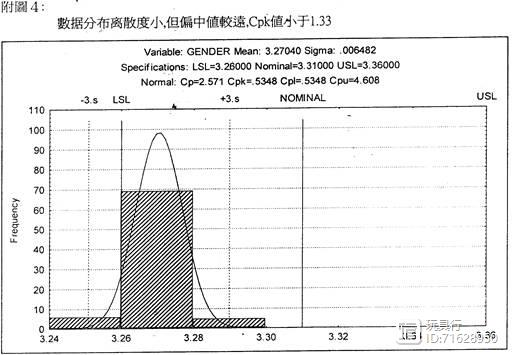 附圖4：
數据分布离散度小,但偏中値較遠,Cpk値小于1.33
Variable: GENDER Mean: 3.27040 Sigma: .006482
Specifications: LSL=3.26000 Nominal=3.31000 USL=3.36000
Normal: Cp=2.571 Cpk=.5348 Cpl=.5348 Cpu=4.608
-3.s LSL +3.s NOMINAL USL
110
100
90
80
70
60
50
40
30
20
10
0
Frequency
3.24 3.26 3.28 3.30 3.32 3.34 3.36
玩具行
ID:71628950